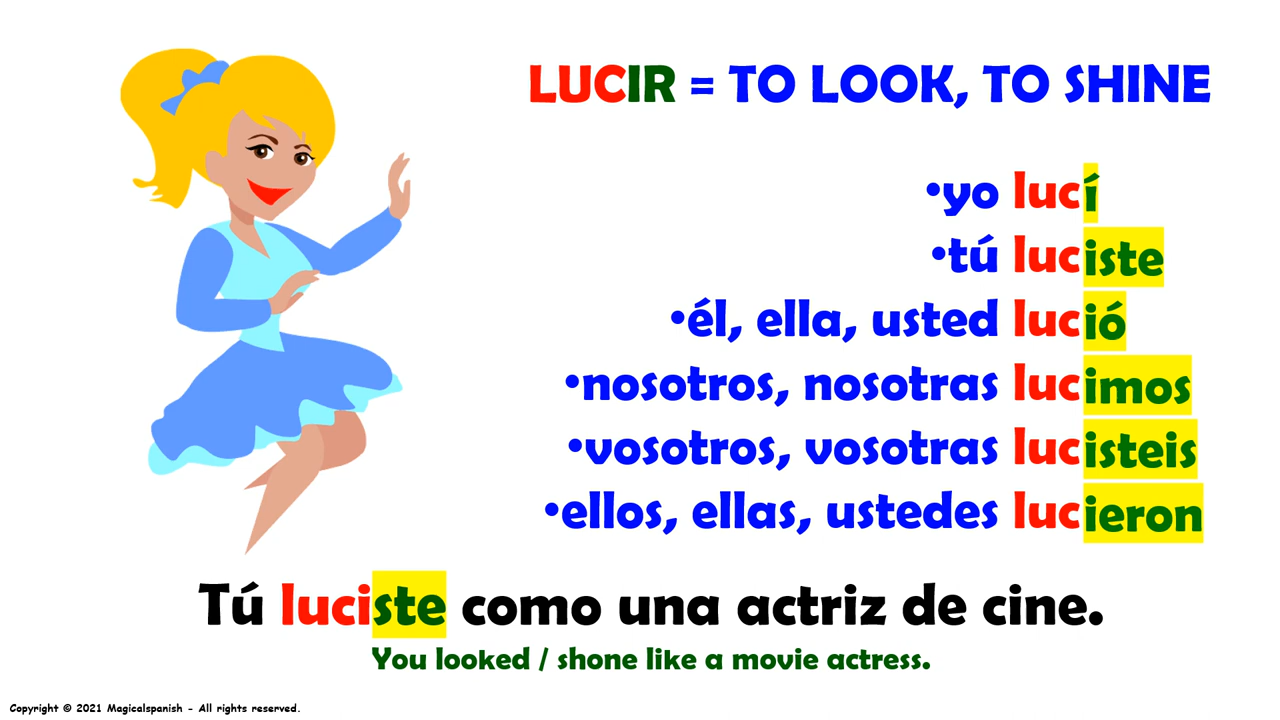 LUCIR = TO LOOK, TO SHINE
•yo lucí
•tú luciste
•él, ella, usted lució
•nosotros, nosotras lucimos
•vosotros, vosotras lucisteis
•ellos, ellas, ustedes lucieron
Tú luciste como una actriz de cine.
You looked / shone like a movie actress.
Copyright © 2021 Magicalspanish - All rights reserved.